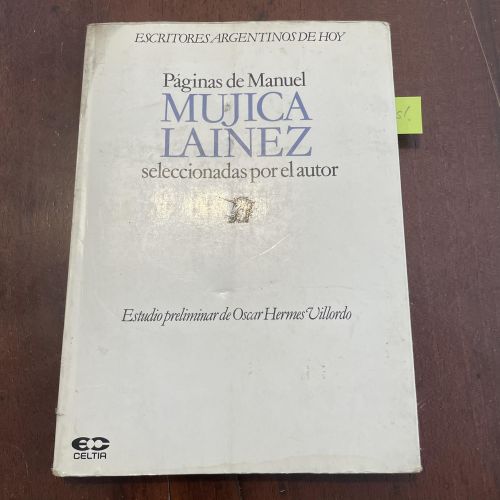 ESCRITORES ARGENTINOS DE HOY
Páginas de Manuel
MUJICA
LAINEZ
seleccionadas por el autor
Estudio preliminar de Oscar Hermes Villordo
CELTIA
s/.